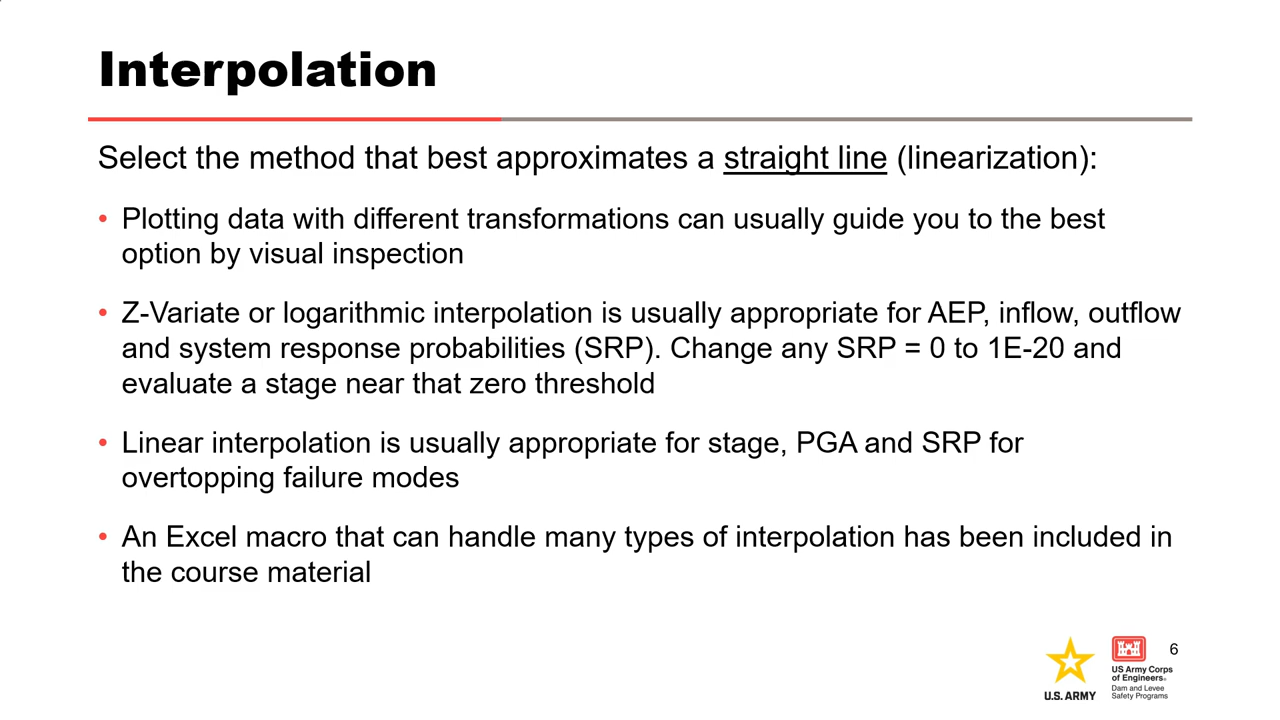 Interpolation
Select the method that best approximates a straight line (linearization):
• Plotting data with different transformations can usually guide you to the best
option by visual inspection
• Z-Variate or logarithmic interpolation is usually appropriate for AEP, inflow, outflow
and system response probabilities (SRP). Change any SRP = 0 to 1E-20 and
evaluate a stage near that zero threshold
• Linear interpolation is usually appropriate for stage, PGA and SRP for
overtopping failure modes
• An Excel macro that can handle many types of interpolation has been included in
the course material
U.S. ARMY
US Army Corps
of Engineers®
Dam and Levee
Safety Programs
6